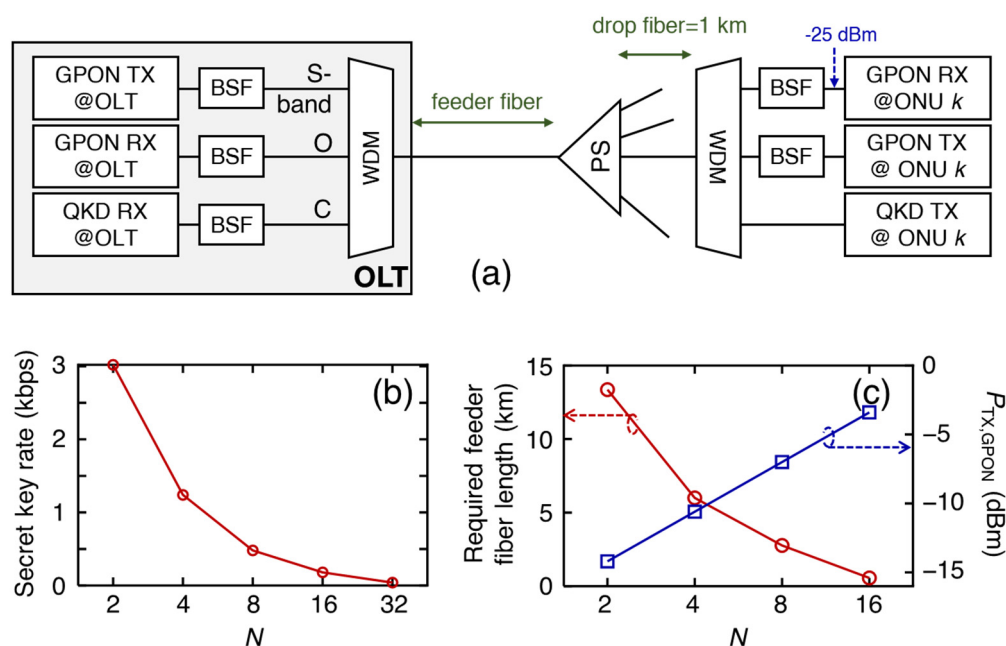 drop fiber=1 km
-25 dBm
GPON TX
@OLT
BSF
S-
band
feeder fiber
BSF
GPON RX
@ONU k
GPON RX
@OLT
BSF
O
WDM
PS
WDM
BSF
GPON TX
@ ONU k
QKD RX
@OLT
BSF
C
QKD TX
@ ONU k
OLT
(a)
Secret key rate (kbps)
3
2
1
0
2
4
8
16
32
N
(b)
Required feeder
fiber length (km)
15
10
5
0
2
4
8
16
N
(c)
0
−5
−10
−15
PTX,GPON
(dBm)